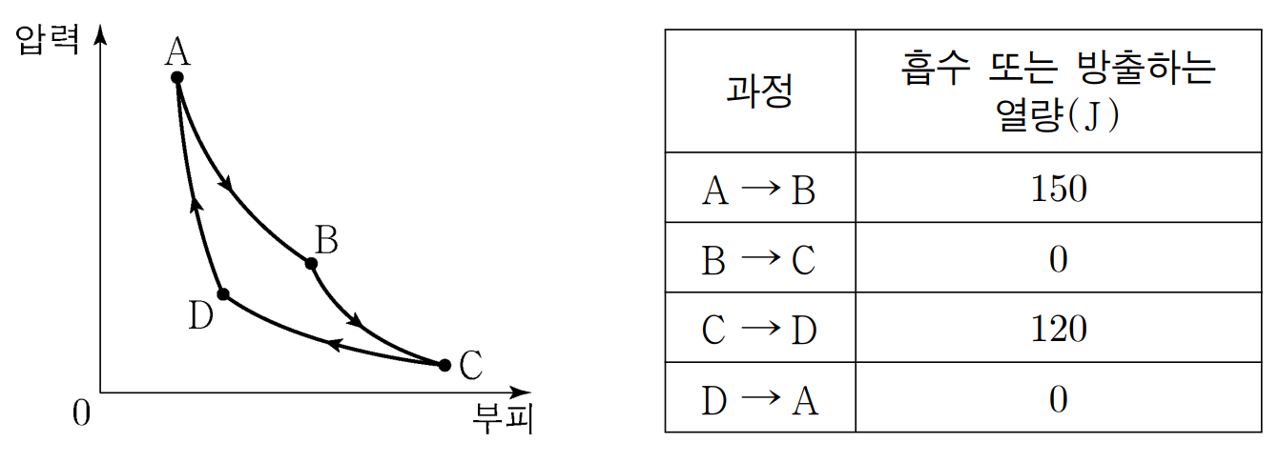 압력
A
B
D
C
0
부피
과정 흡수 또는 방출하는
열량(J)
A → B 150
B → C 0
C → D 120
D → A 0